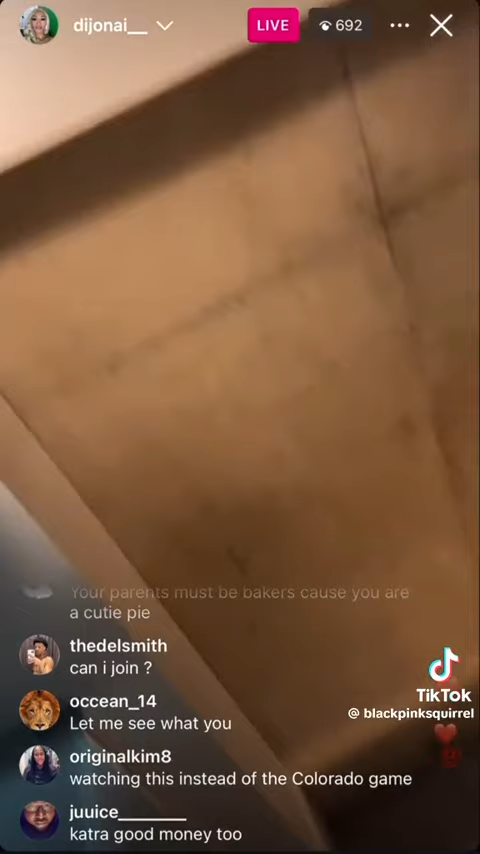 dijonai__
LIVE
692
Your parents must be bakers cause you are
a cutie pie
thedelsmith
can i join ?
occean_14
Let me see what you
originalkim8
watching this instead of the Colorado game
juuice_______
katra good money too
TikTok
@ blackpinksquirrel